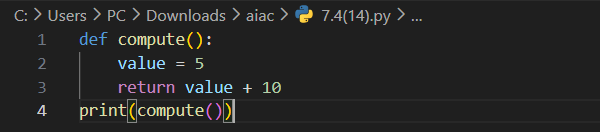 C: > Users > PC > Downloads > aiac > 7.4(14).py > ...
1 def compute():
2     value = 5
3     return value + 10
4 print(compute())